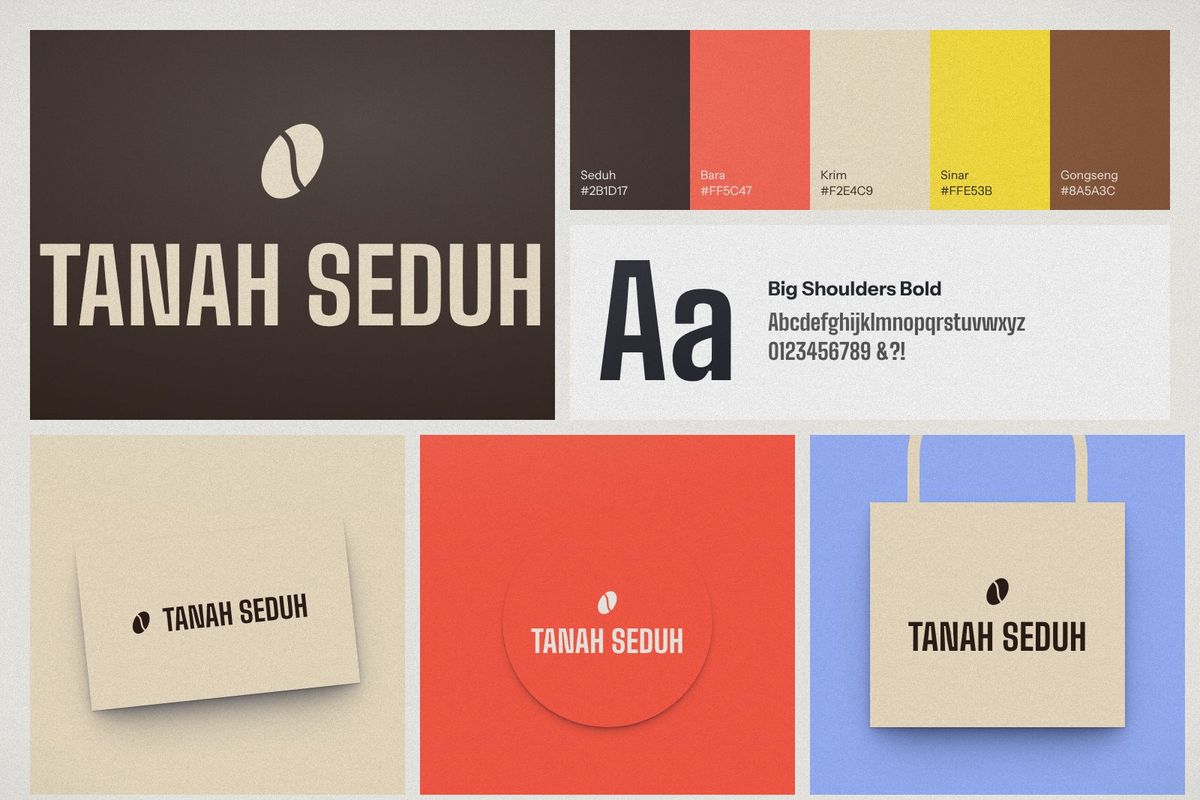 TANAH SEDUH
Seduh
#2B1D17
Bara
#FF5C47
Krim
#F2E4C9
Sinar
#FFE53B
Gongseng
#8A5A3C
Aa
Big Shoulders Bold
Abcdefghijklmnopqrstuvwxyz
0123456789 &?!
TANAH SEDUH
TANAH SEDUH
TANAH SEDUH